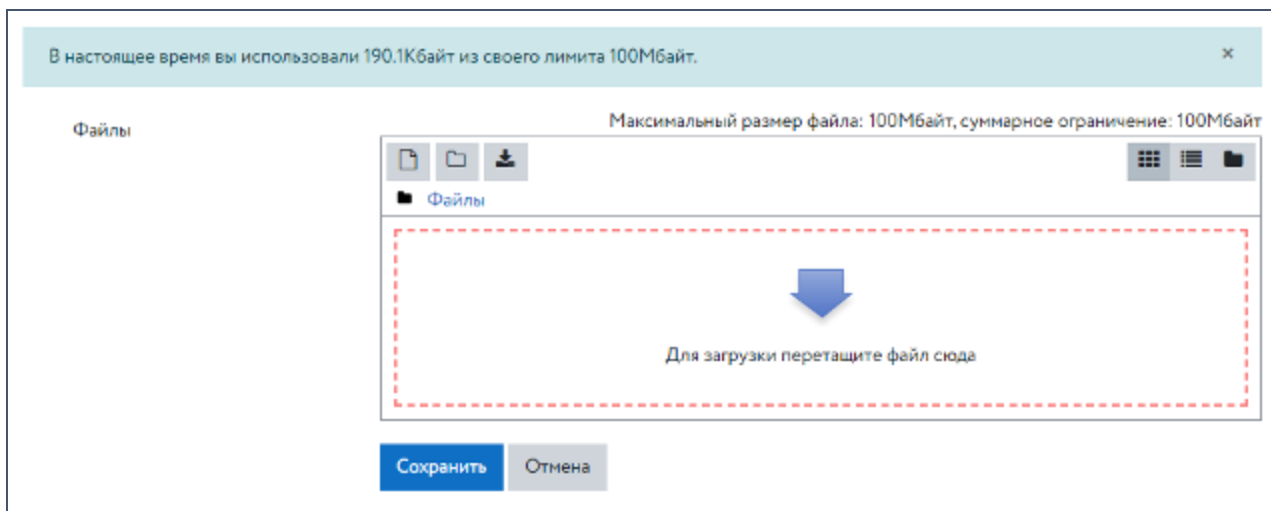 В настоящее время вы использовали 190.1Кбайт из своего лимита 100Мбайт.
×
Файлы
Максимальный размер файла: 100Мбайт, суммарное ограничение: 100Мбайт
Файлы
Для загрузки перетащите файл сюда
Сохранить Отмена